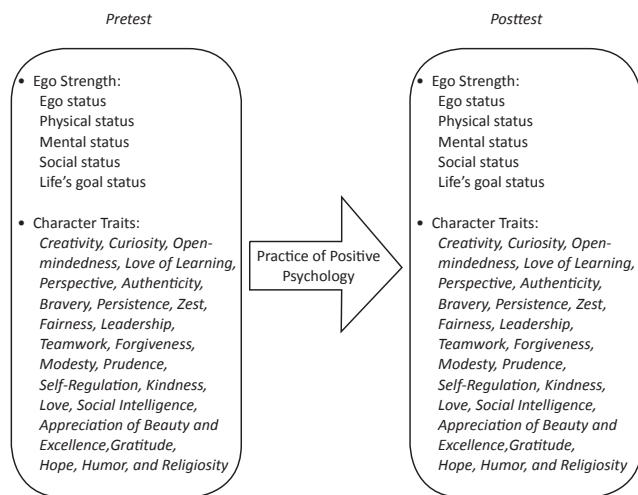 Pretest
• Ego Strength:
Ego status
Physical status
Mental status
Social status
Life's goal status
• Character Traits:
Creativity, Curiosity, Open-
mindedness, Love of Learning,
Perspective, Authenticity,
Bravery, Persistence, Zest,
Fairness, Leadership,
Teamwork, Forgiveness,
Modesty, Prudence,
Self-Regulation, Kindness,
Love, Social Intelligence,
Appreciation of Beauty and
Excellence,Gratitude,
Hope, Humor, and Religiosity
Practice of Positive
Psychology
Posttest
• Ego Strength:
Ego status
Physical status
Mental status
Social status
Life's goal status
• Character Traits:
Creativity, Curiosity, Open-
mindedness, Love of Learning,
Perspective, Authenticity,
Bravery, Persistence, Zest,
Fairness, Leadership,
Teamwork, Forgiveness,
Modesty, Prudence,
Self-Regulation, Kindness,
Love, Social Intelligence,
Appreciation of Beauty and
Excellence,Gratitude,
Hope, Humor, and Religiosity